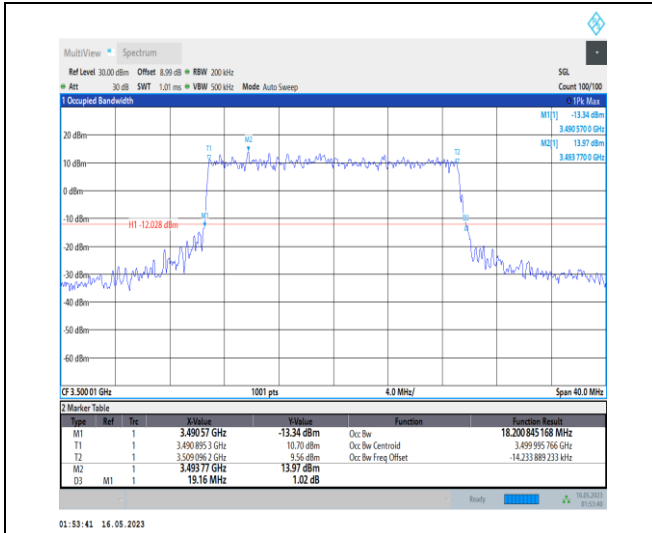 MultiView Spectrum
Ref Level 30.00 dBm Offset 8.99 dB RBW 200 kHz SGL
Att 30 dB SWT 1.01 ms VBW 500 kHz Mode Auto Sweep Count 100/100
1 Occupied Bandwidth 1Pk Max
M1[1] -13.34 dBm
3.490 570 0 GHz
M2[1] 13.97 dBm
3.493 770 0 GHz
20 dBm
M2
T1
T2
10 dBm
0 dBm
-10 dBm
M1
H1 -12.028 dBm
-20 dBm
-30 dBm
-40 dBm
-50 dBm
-60 dBm
CF 3.500 01 GHz 1001 pts 4.0 MHz/ Span 40.0 MHz
2 Marker Table
Type Ref Trc X-Value Y-Value Function Function Result
M1 1 3.490 57 GHz -13.34 dBm Occ Bw 18.200 845 168 MHz
T1 1 3.490 895 3 GHz 10.70 dBm Occ Bw Centroid 3.499 995 766 GHz
T2 1 3.509 096 2 GHz 9.56 dBm Occ Bw Freq Offset -14.233 889 233 kHz
M2 1 3.493 77 GHz 13.97 dBm
D3 M1 1 19.16 MHz 1.02 dB
Ready 16.05.2023
01:53:40
01:53:41 16.05.2023